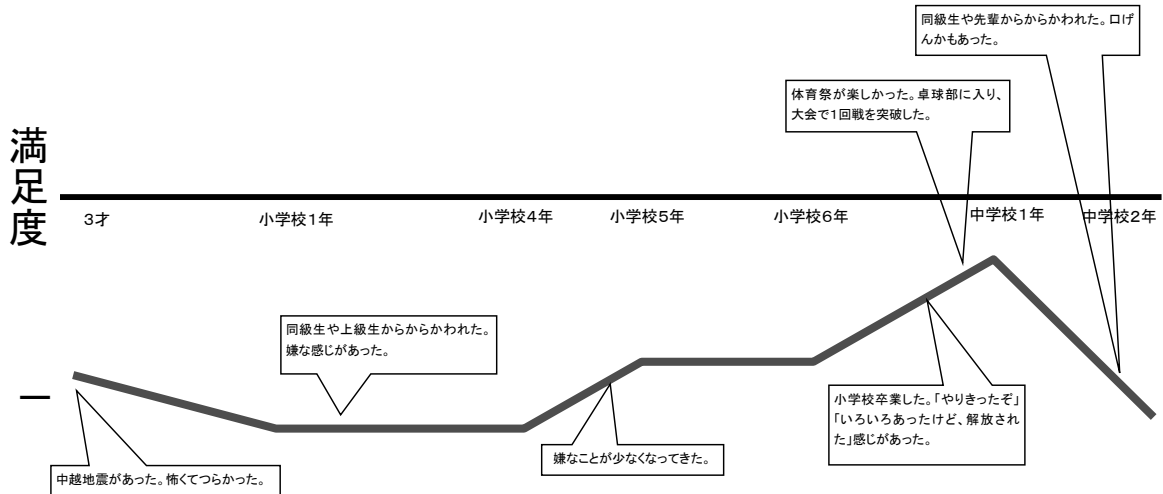 同級生や先輩からからかわれた。口げ
んかもあった。
体育祭が楽しかった。卓球部に入り、
大会で1回戦を突破した。
満足度
3才
小学校1年
小学校4年
小学校5年
小学校6年
中学校1年
中学校2年
同級生や上級生からからかわれた。
嫌な感じがあった。
ー
小学校卒業した。「やりきったぞ」
「いろいろあったけど、解放され
た」感じがあった。
嫌なことが少なくなってきた。
中越地震があった。怖くてつらかった。